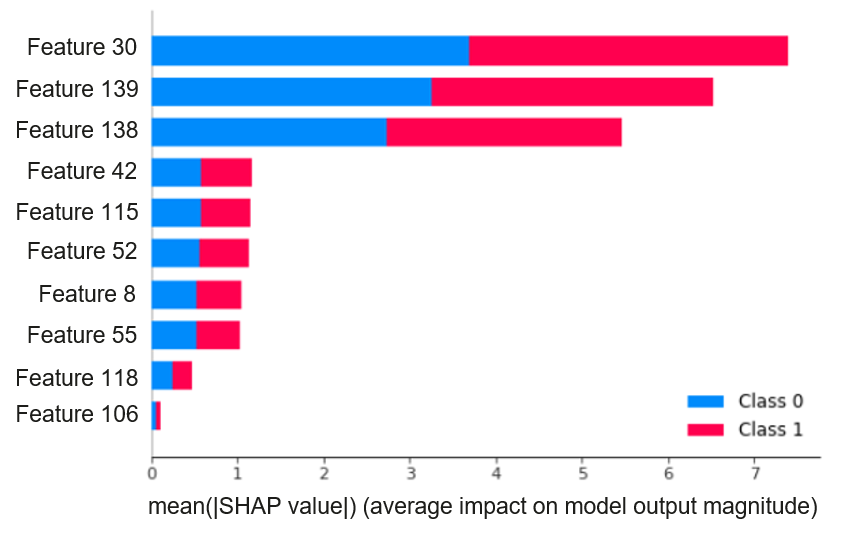 Feature 30
Feature 139
Feature 138
Feature 42
Feature 115
Feature 52
Feature 8
Feature 55
Feature 118
Feature 106
Class 0
Class 1
0 1 2 3 4 5 6 7
mean(|SHAP value|) (average impact on model output magnitude)